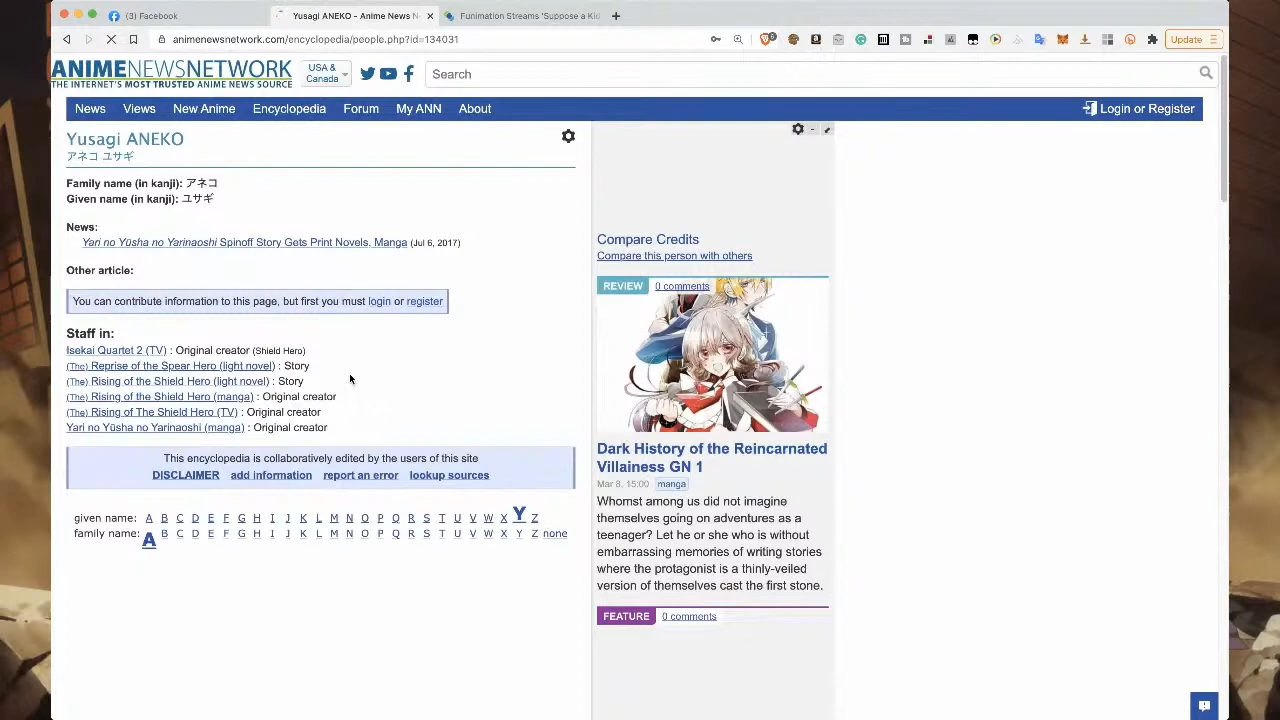 (3) Facebook
Yusagi ANEKO - Anime News N
Funimation Streams 'Suppose a Kid
animenewsnetwork.com/encyclopedia/people.php?id=134031
Update
ANIMENEWSNETWORK
THE INTERNET'S MOST TRUSTED ANIME NEWS SOURCE
USA &
Canada
Search
News Views New Anime Encyclopedia Forum My ANN About
Login or Register
Yusagi ANEKO
アネコ ユサギ
Family name (in kanji): アネコ
Given name (in kanji): ユサギ
News:
Yari no Yūsha no Yarinaoshi Spinoff Story Gets Print Novels, Manga (Jul 6, 2017)
Other article:
You can contribute information to this page, but first you must login or register
Staff in:
Isekai Quartet 2 (TV) : Original creator (Shield Hero)
(The) Reprise of the Spear Hero (light novel) : Story
(The) Rising of the Shield Hero (light novel) : Story
(The) Rising of the Shield Hero (manga) : Original creator
(The) Rising of The Shield Hero (TV) : Original creator
Yari no Yūsha no Yarinaoshi (manga) : Original creator
This encyclopedia is collaboratively edited by the users of this site
DISCLAIMER add information report an error lookup sources
given name: A B C D E F G H I J K L M N O P Q R S T U V W X Y Z
family name: A B C D E F G H I J K L M N O P Q R S T U V W X Y Z none
Compare Credits
Compare this person with others
REVIEW 0 comments
Dark History of the Reincarnated
Villainess GN 1
Mar 8, 15:00 manga
Whomst among us did not imagine
themselves going on adventures as a
teenager? Let he or she who is without
embarrassing memories of writing stories
where the protagonist is a thinly-veiled
version of themselves cast the first stone.
FEATURE 0 comments